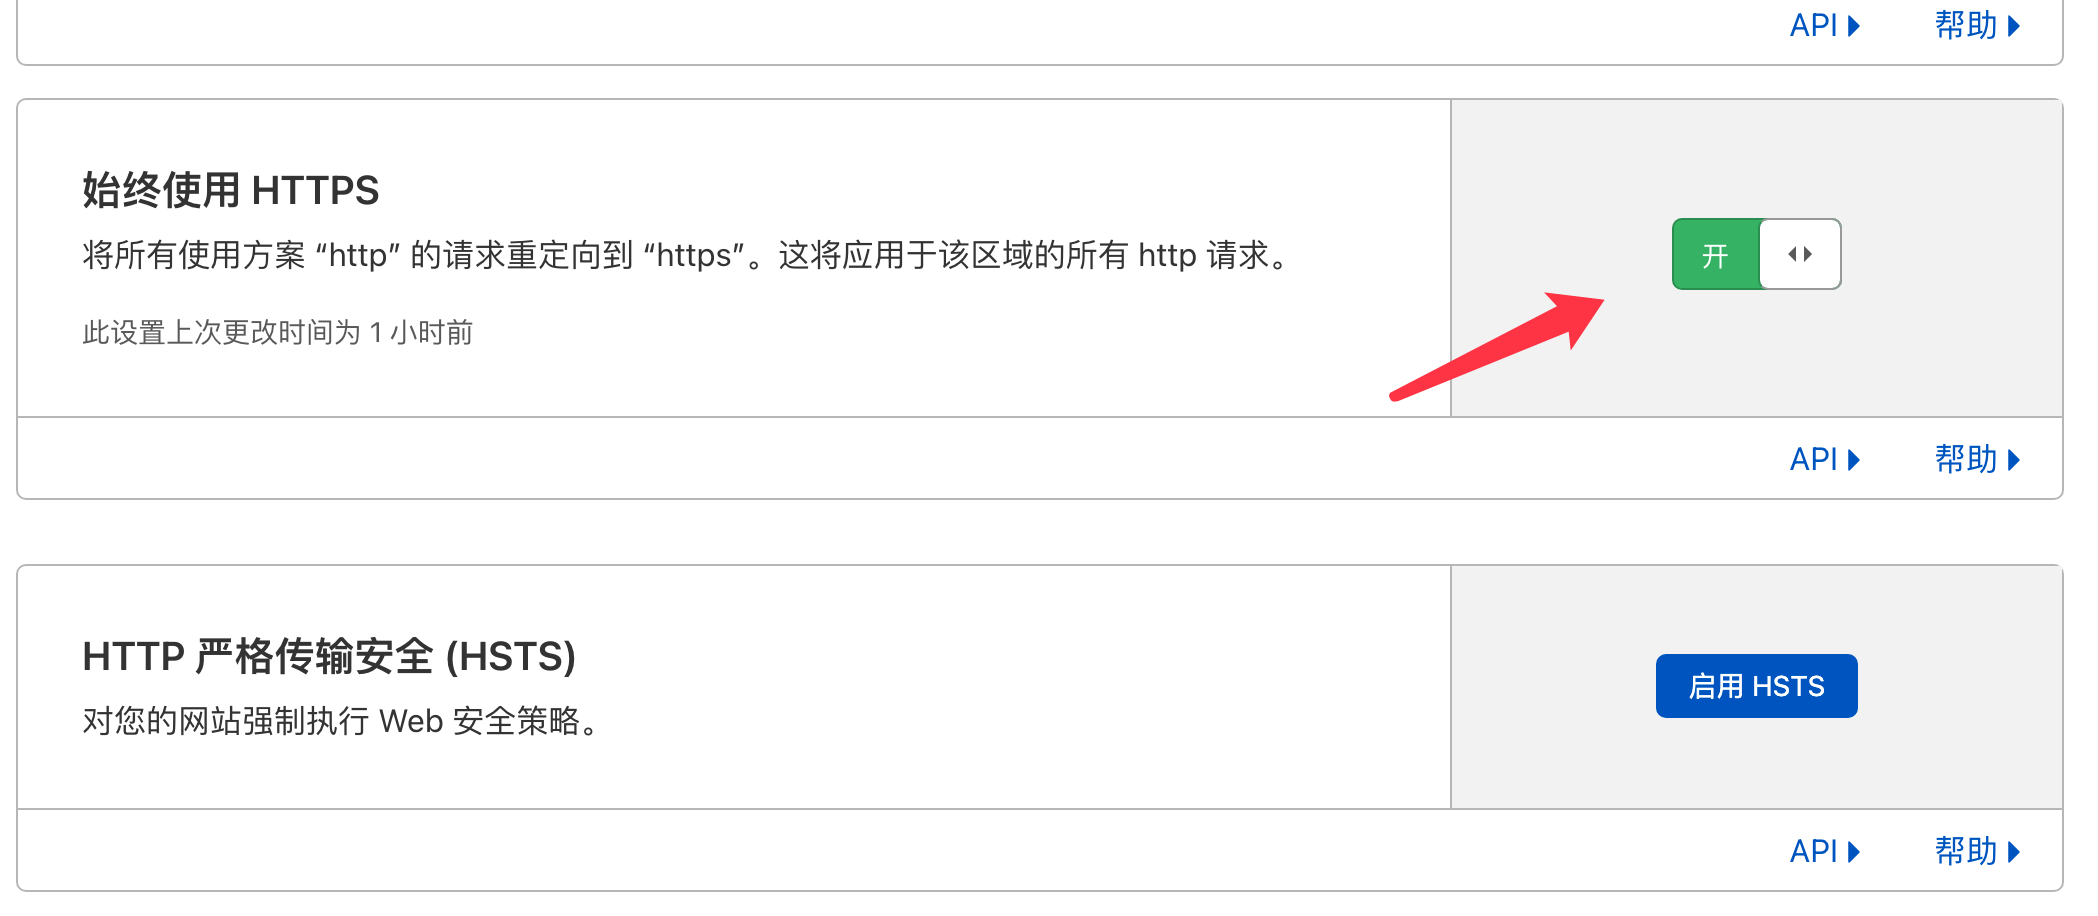 API
帮助
始终使用 HTTPS
将所有使用方案 “http” 的请求重定向到 “https”。这将应用于该区域的所有 http 请求。
开
此设置上次更改时间为 1 小时前
API
帮助
HTTP 严格传输安全 (HSTS)
对您的网站强制执行 Web 安全策略。
启用 HSTS
API
帮助